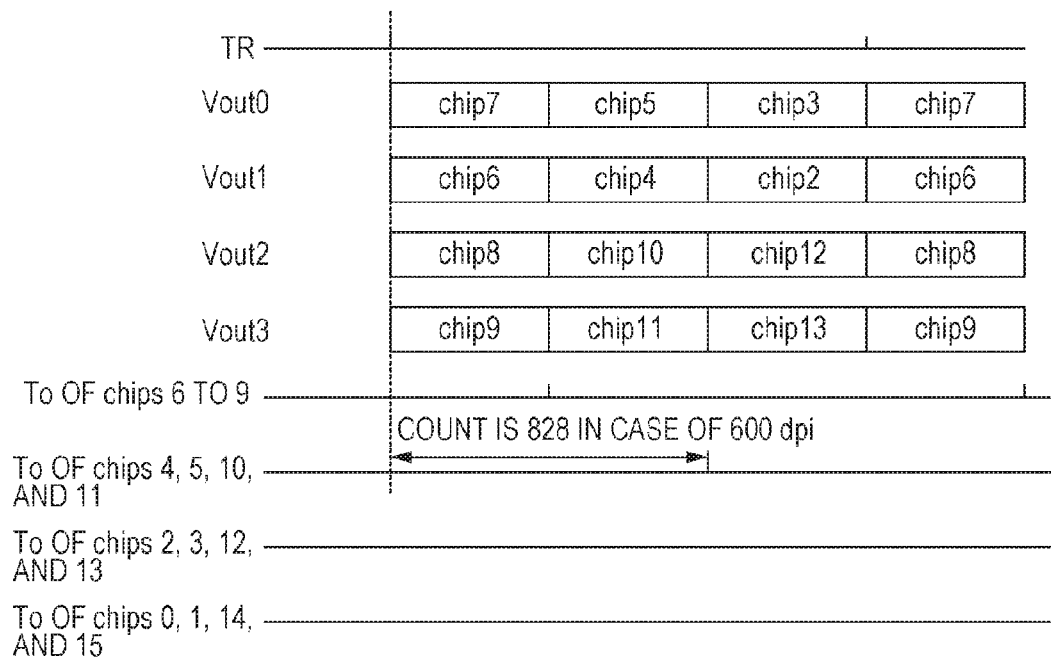 TR
Vout0 chip7 chip5 chip3 chip7
Vout1 chip6 chip4 chip2 chip6
Vout2 chip8 chip10 chip12 chip8
Vout3 chip9 chip11 chip13 chip9
To OF chips 6 TO 9
COUNT IS 828 IN CASE OF 600 dpi
To OF chips 4, 5, 10,
AND 11
To OF chips 2, 3, 12,
AND 13
To OF chips 0, 1, 14,
AND 15